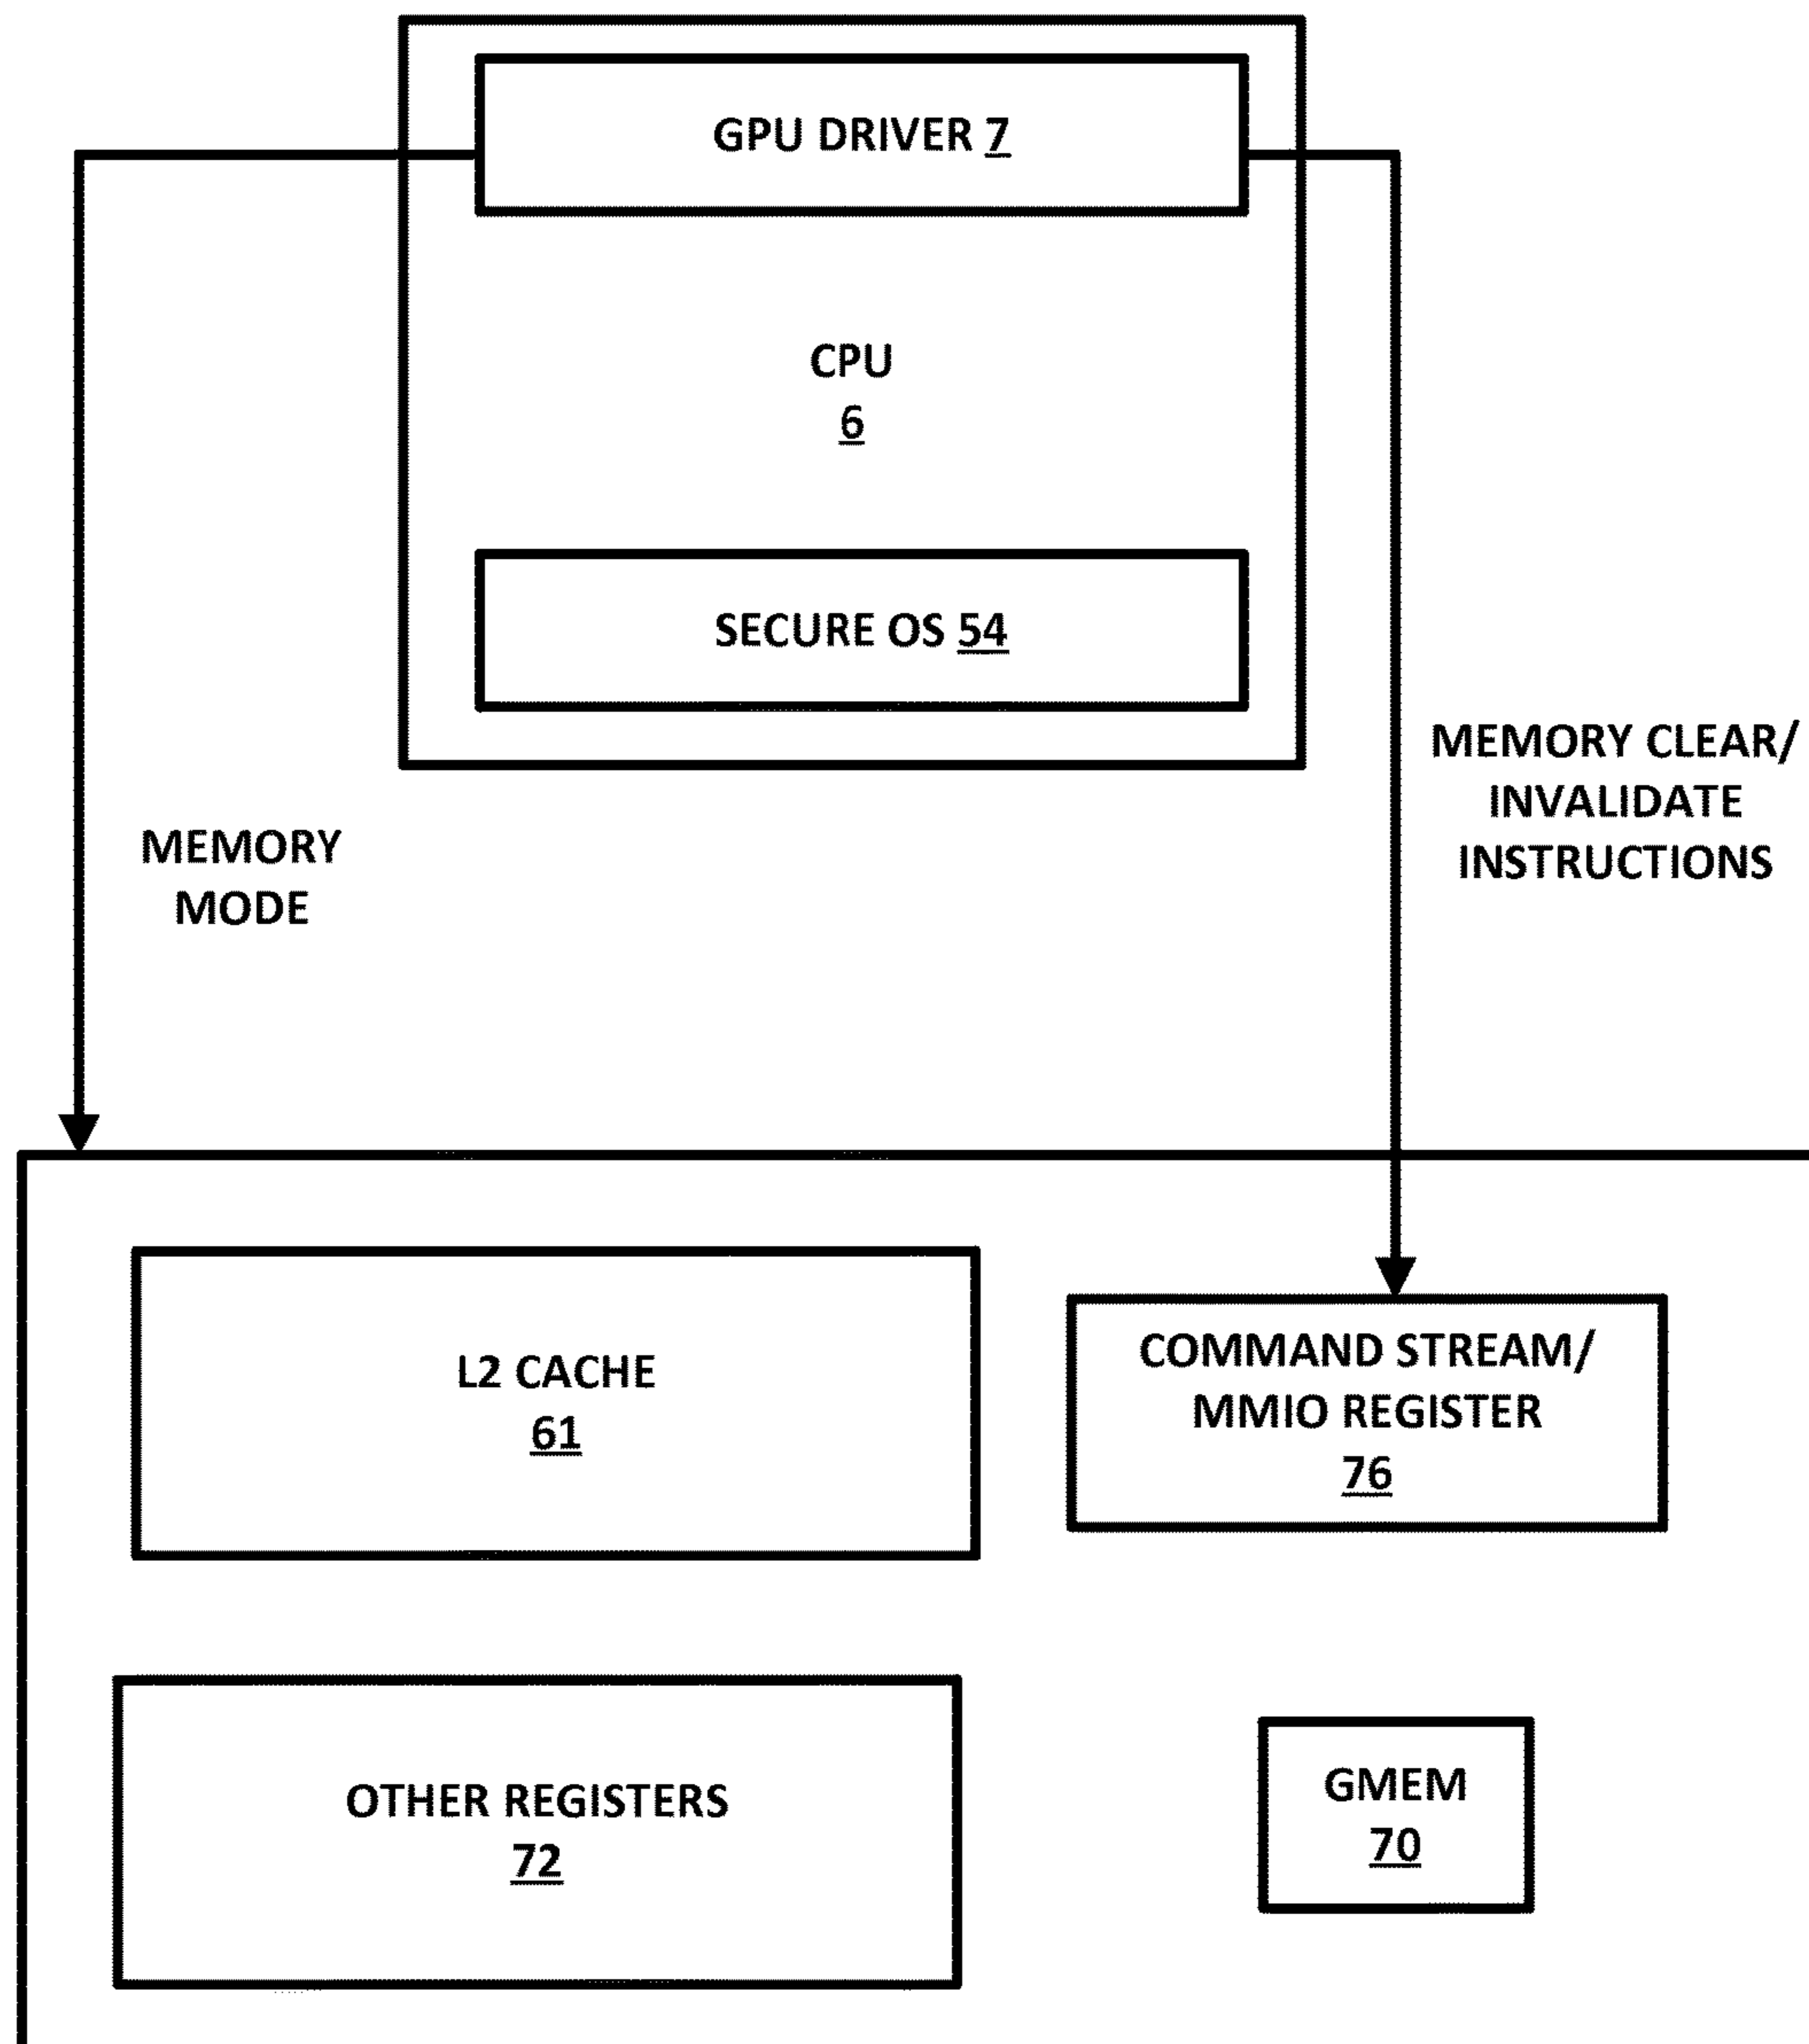 GPU DRIVER 7
CPU
6
SECURE OS 54
MEMORY CLEAR/
INVALIDATE
INSTRUCTIONS
MEMORY
MODE
L2 CACHE
61
COMMAND STREAM/
MMIO REGISTER
76
OTHER REGISTERS
72
GMEM
70